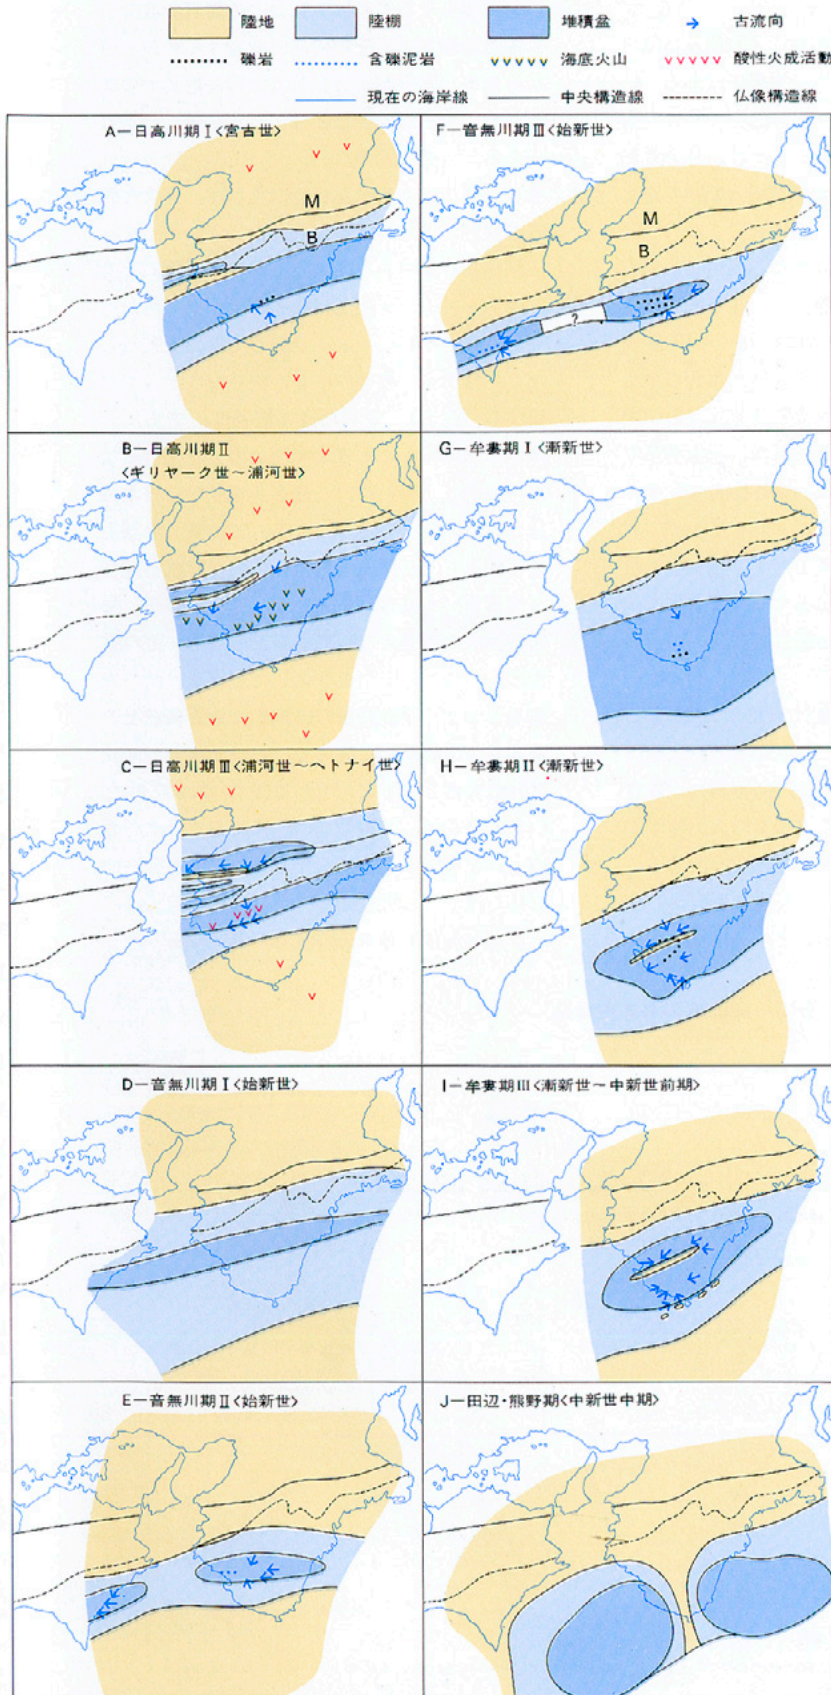 陸地 陸棚 堆積盆 古流向
礫岩 含礫泥岩 海底火山 酸性火成活動
現在の海岸線 中央構造線 仏像構造線
A—日高川期Ⅰ<宮古世>
M
B
F—音無川期Ⅲ<始新世>
M
B
?
B—日高川期Ⅱ
<ギリヤーク世〜浦河世>
G—牟婁期Ⅰ<漸新世>
C—日高川期Ⅲ<浦河世〜ヘトナイ世>
H—牟婁期Ⅱ<漸新世>
D—音無川期Ⅰ<始新世>
I—牟婁期Ⅲ<漸新世〜中新世前期>
E—音無川期Ⅱ<始新世>
J—田辺・熊野期<中新世中期>